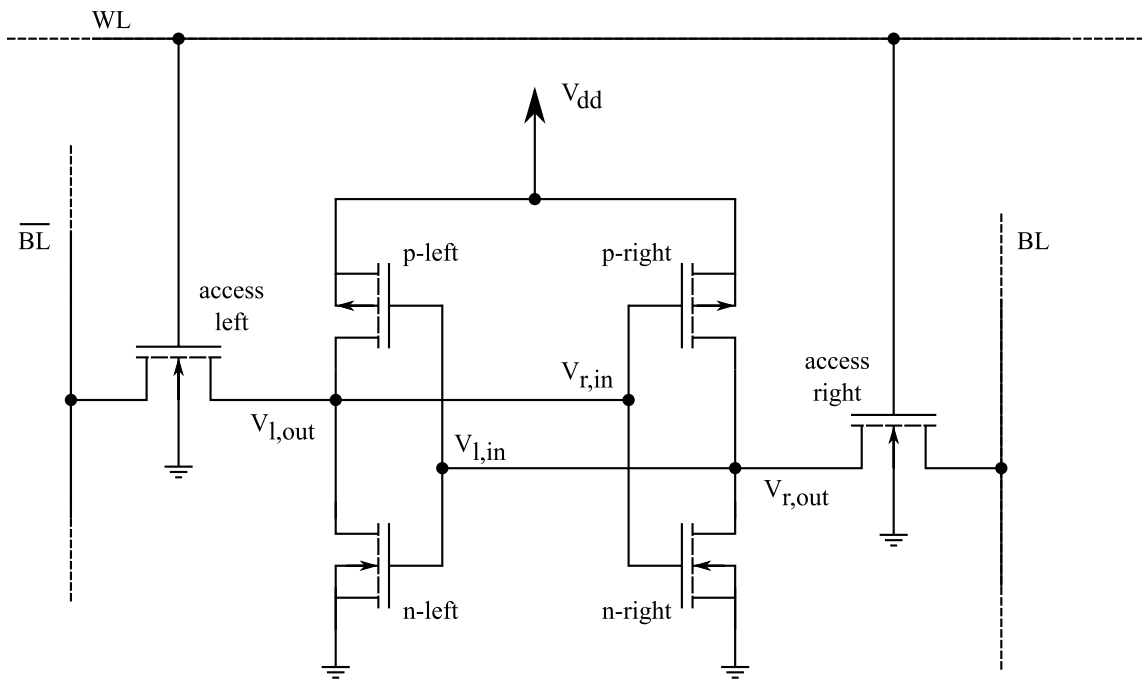 WL
V_dd
B̅L̅
BL
p-left
p-right
access
left
access
right
V_r,in
V_l,out
V_l,in
V_r,out
n-left
n-right